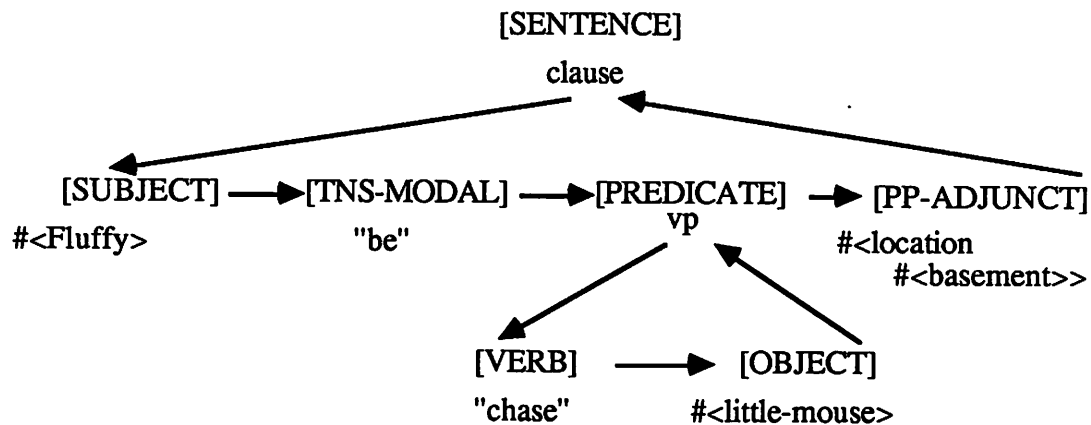 [SENTENCE]
clause
[SUBJECT] [TNS-MODAL] [PREDICATE] [PP-ADJUNCT]
#<Fluffy> "be" vp #<location
#<basement>>
[VERB] [OBJECT]
"chase" #<little-mouse>